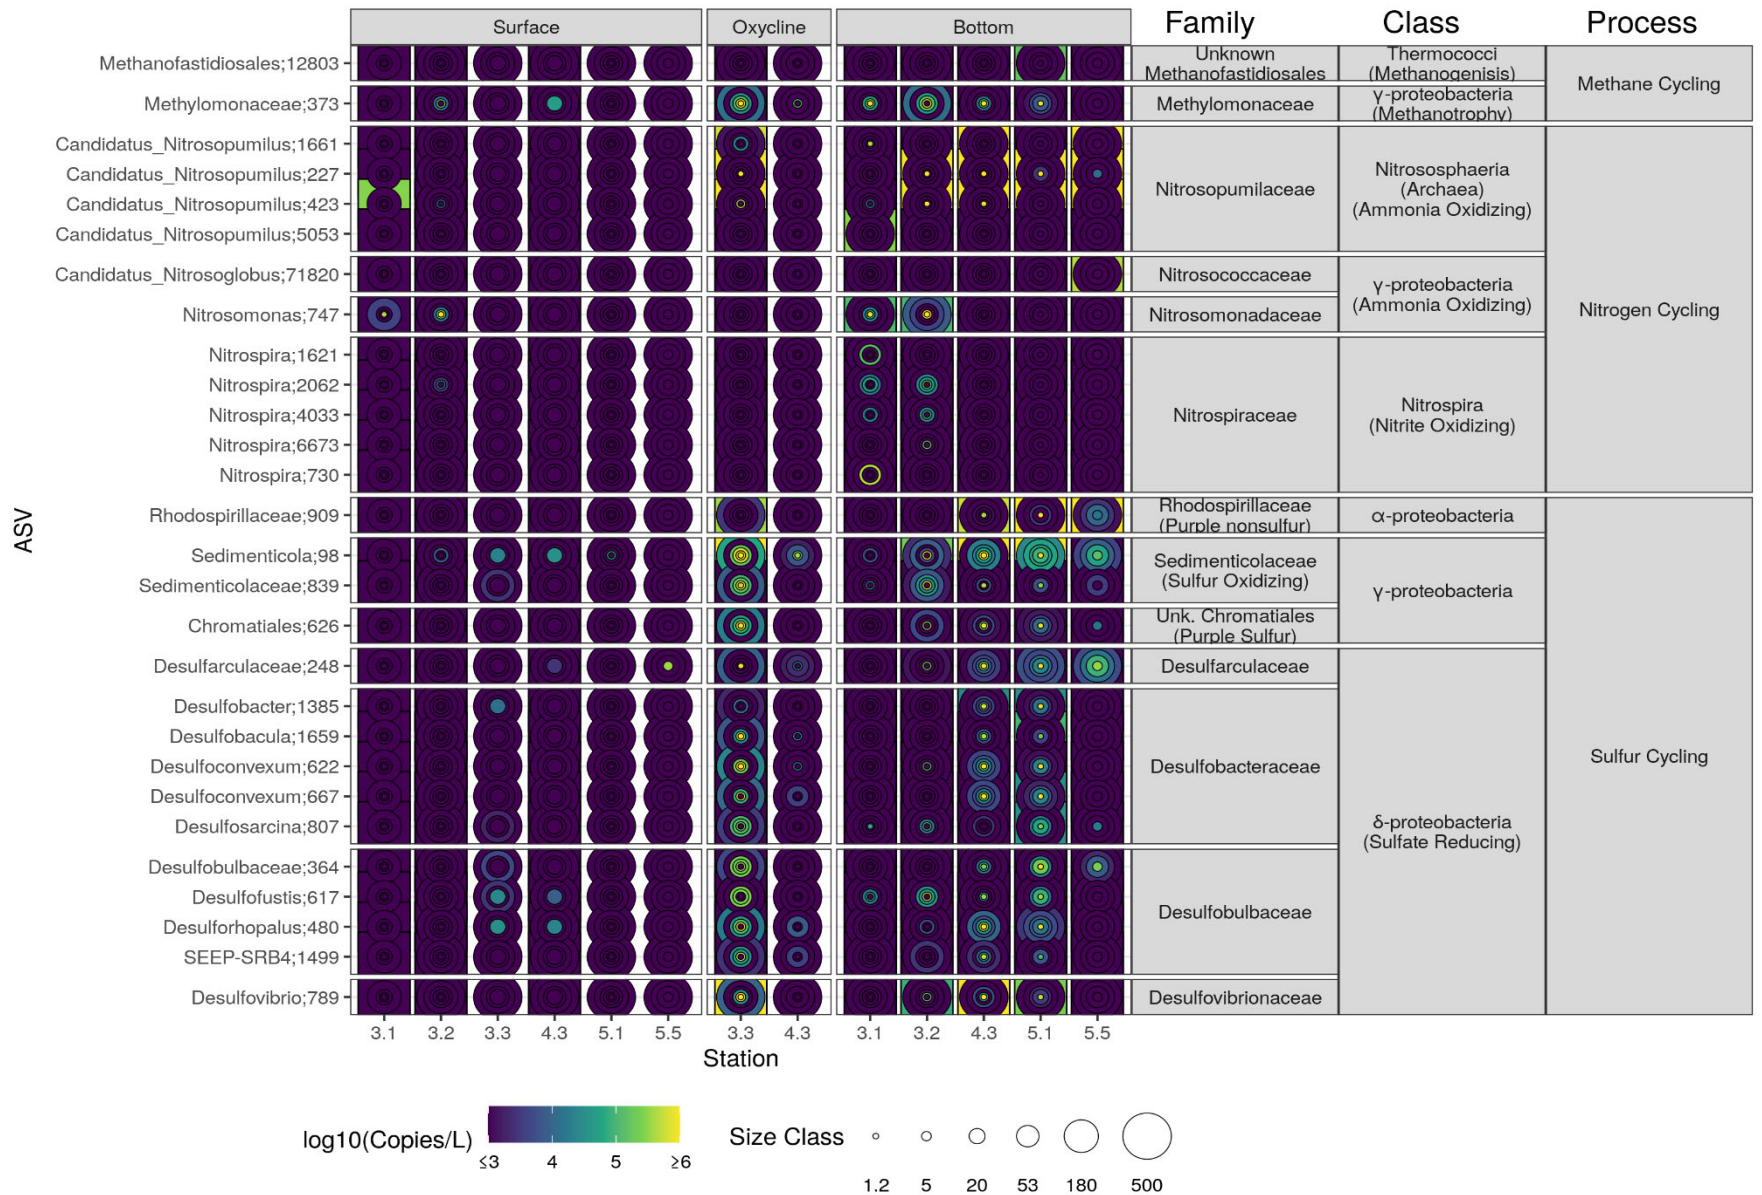 Surface
Oxycline
Bottom
Family
Class
Process
Methanofastidiosales;12803
Unknown
Methanofastidiosales
Thermococci
(Methanogenisis)
Methane Cycling
Methylomonaceae;373
Methylomonaceae
γ-proteobacteria
(Methanotrophy)
Candidatus_Nitrosopumilus;1661
Candidatus_Nitrosopumilus;227
Candidatus_Nitrosopumilus;423
Candidatus_Nitrosopumilus;5053
Nitrosopumilaceae
Nitrososphaeria
(Archaea)
(Ammonia Oxidizing)
Nitrogen Cycling
Candidatus_Nitrosoglobus;71820
Nitrosococcaceae
γ-proteobacteria
(Ammonia Oxidizing)
Nitrosomonas;747
Nitrosomonadaceae
Nitrospira;1621
Nitrospira;2062
Nitrospira;4033
Nitrospira;6673
Nitrospira;730
Nitrospiraceae
Nitrospira
(Nitrite Oxidizing)
Rhodospirillaceae;909
Rhodospirillaceae
(Purple nonsulfur)
α-proteobacteria
Sulfur Cycling
Sedimenticola;98
Sedimenticolaceae;839
Sedimenticolaceae
(Sulfur Oxidizing)
γ-proteobacteria
Chromatiales;626
Unk. Chromatiales
(Purple Sulfur)
Desulfarculaceae;248
Desulfarculaceae
δ-proteobacteria
(Sulfate Reducing)
Desulfobacter;1385
Desulfobacula;1659
Desulfoconvexum;622
Desulfoconvexum;667
Desulfosarcina;807
Desulfobacteraceae
Desulfobulbaceae;364
Desulfofustis;617
Desulforhopalus;480
SEEP-SRB4;1499
Desulfobulbaceae
Desulfovibrio;789
Desulfovibrionaceae
ASV
3.1 3.2 3.3 4.3 5.1 5.5 3.3 4.3 3.1 3.2 4.3 5.1 5.5
Station
log10(Copies/L)
≤3 4 5 ≥6
Size Class
1.2 5 20 53 180 500